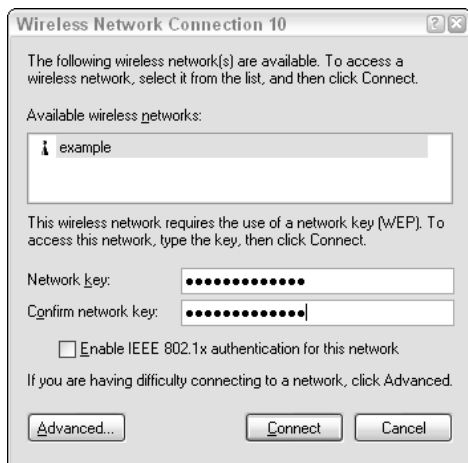 Wireless Network Connection 10
The following wireless network(s) are available. To access a
wireless network, select it from the list, and then click Connect.
Available wireless networks:
example
This wireless network requires the use of a network key (WEP). To
access this network, type the key, then click Connect.
Network key: •••••••••••••
Confirm network key: •••••••••••••
Enable IEEE 802.1x authentication for this network
If you are having difficulty connecting to a network, click Advanced.
Advanced... Connect Cancel